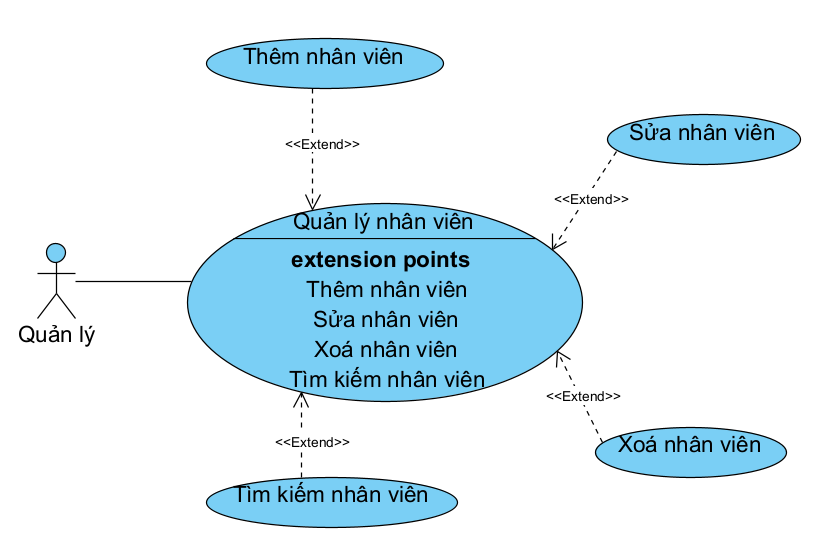 Thêm nhân viên
<<Extend>>
Sửa nhân viên
<<Extend>>
Quản lý nhân viên
extension points
Thêm nhân viên
Sửa nhân viên
Xoá nhân viên
Tìm kiếm nhân viên
Quản lý
<<Extend>>
<<Extend>>
Xoá nhân viên
Tìm kiếm nhân viên